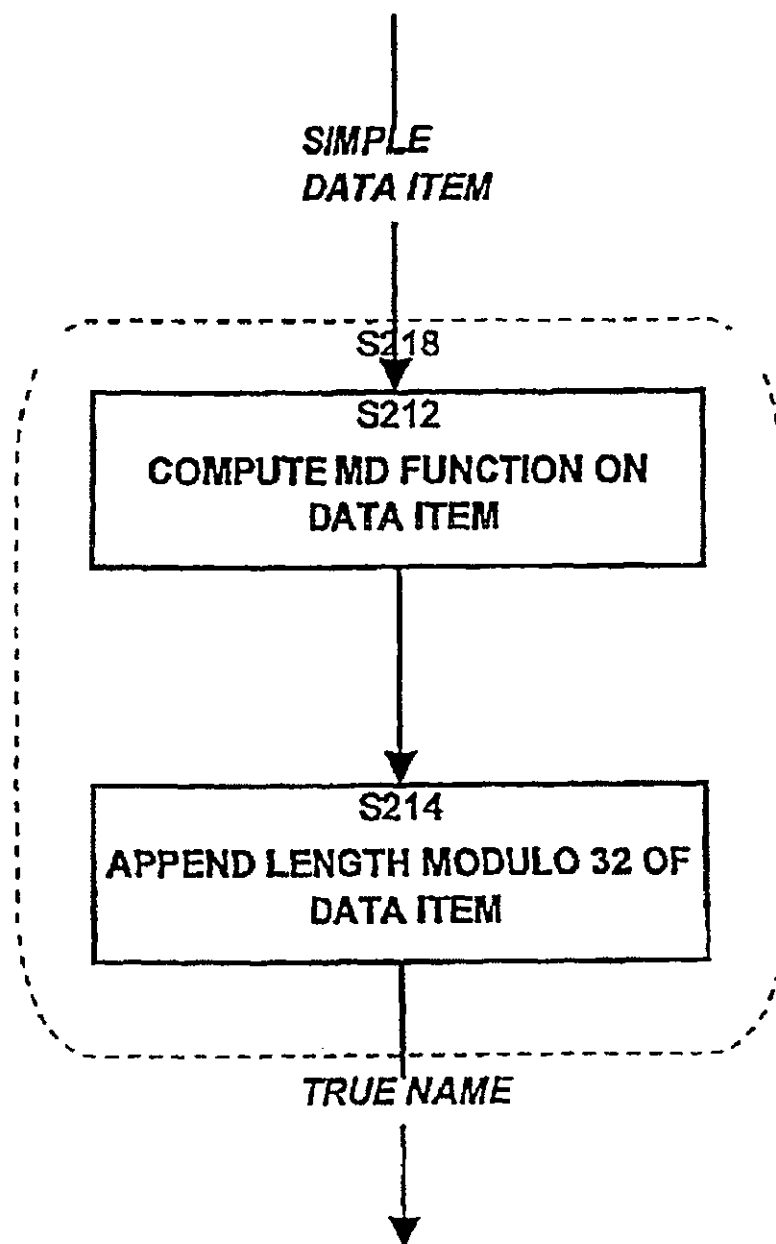 SIMPLE
DATA ITEM
S218
S212
COMPUTE MD FUNCTION ON
DATA ITEM
S214
APPEND LENGTH MODULO 32 OF
DATA ITEM
TRUE NAME